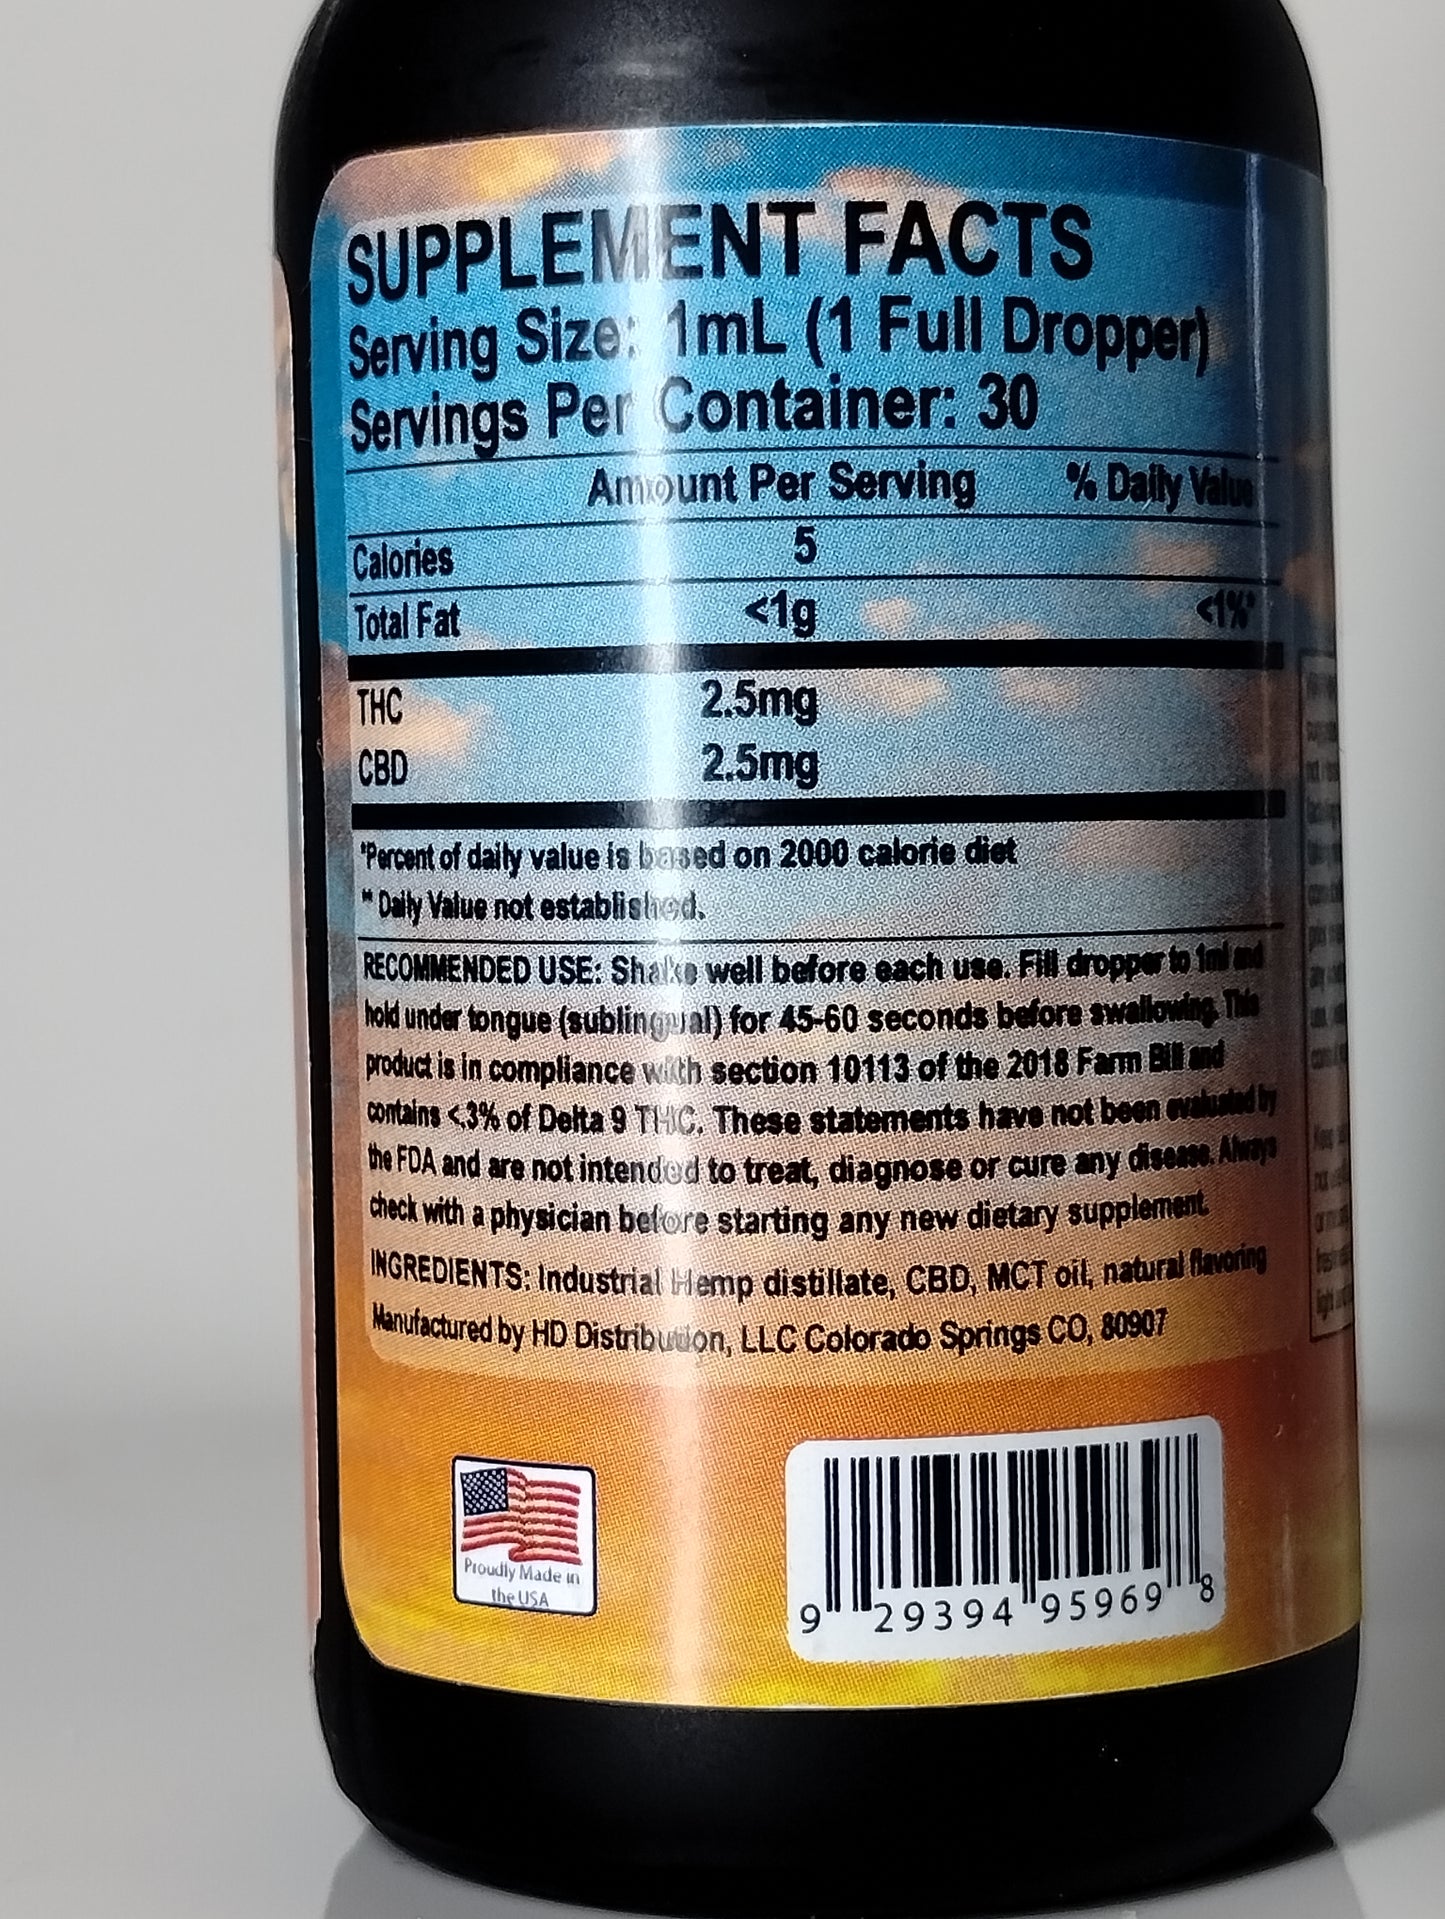 SUPPLEMENT FACTS
Serving Size: 1mL (1 Full Dropper)
Servings Per Container: 30
Amount Per Serving % Daily Value
Calories 5
Total Fat <1g <1%*
THC 2.5mg
CBD 2.5mg
*Percent of daily value is based on 2000 calorie diet
** Daily Value not established.
RECOMMENDED USE: Shake well before each use. Fill dropper to 1ml and
hold under tongue (sublingual) for 45-60 seconds before swallowing. This
product is in compliance with section 10113 of the 2018 Farm Bill and
contains <.3% of Delta 9 THC. These statements have not been evaluated by
the FDA and are not intended to treat, diagnose or cure any disease. Always
check with a physician before starting any new dietary supplement.
INGREDIENTS: Industrial Hemp distillate, CBD, MCT oil, natural flavoring
Manufactured by HD Distribution, LLC Colorado Springs CO, 80907
Proudly Made in
the USA
9 29394 95969 8